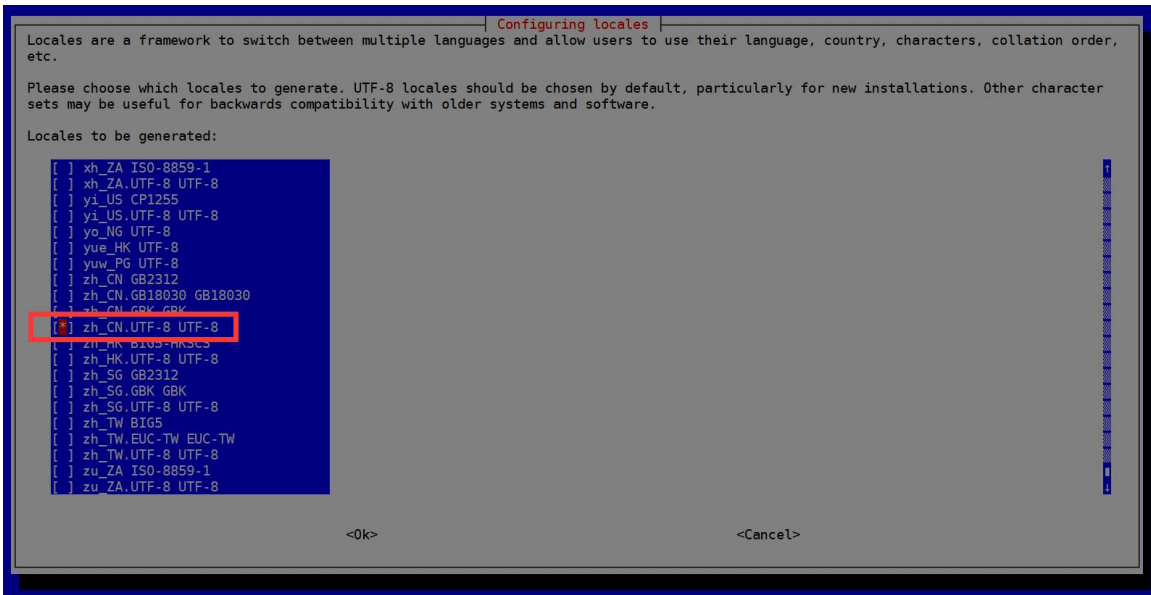 Configuring locales
Locales are a framework to switch between multiple languages and allow users to use their language, country, characters, collation order,
etc.
Please choose which locales to generate. UTF-8 locales should be chosen by default, particularly for new installations. Other character
sets may be useful for backwards compatibility with older systems and software.
Locales to be generated:
[ ] xh_ZA ISO-8859-1
[ ] xh_ZA.UTF-8 UTF-8
[ ] yi_US CP1255
[ ] yi_US.UTF-8 UTF-8
[ ] yo_NG UTF-8
[ ] yue_HK UTF-8
[ ] yuw_PG UTF-8
[ ] zh_CN GB2312
[ ] zh_CN.GB18030 GB18030
[ ] zh_CN.GBK GBK
[*] zh_CN.UTF-8 UTF-8
[ ] zh_HK BIG5-HKSCS
[ ] zh_HK.UTF-8 UTF-8
[ ] zh_SG GB2312
[ ] zh_SG.GBK GBK
[ ] zh_SG.UTF-8 UTF-8
[ ] zh_TW BIG5
[ ] zh_TW.EUC-TW EUC-TW
[ ] zh_TW.UTF-8 UTF-8
[ ] zu_ZA ISO-8859-1
[ ] zu_ZA.UTF-8 UTF-8
<Ok> <Cancel>